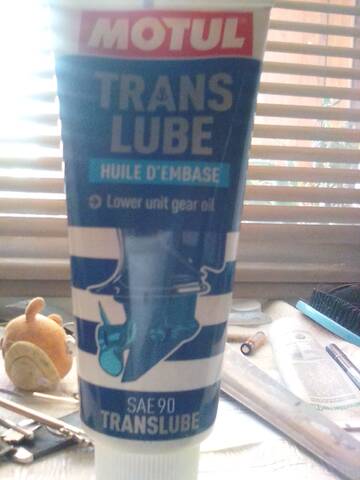 MOTUL
TRANS
LUBE
HUILE D'EMBASE
Lower unit gear oil
SAE 90
TRANSLUBE